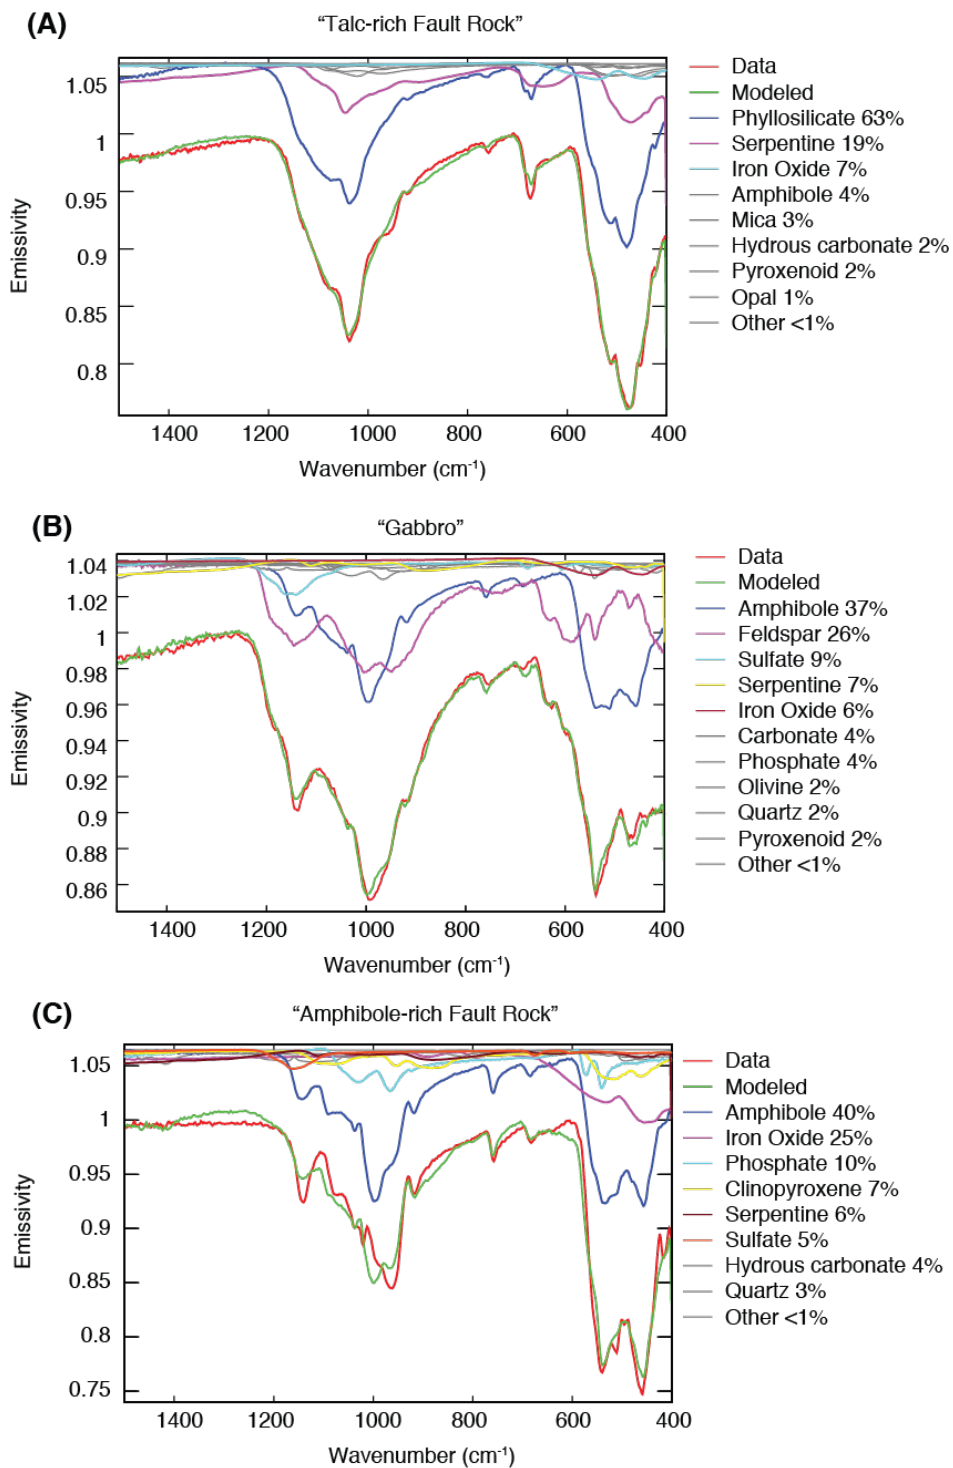 (A)
“Talc-rich Fault Rock”
1.05
1
0.95
0.9
0.85
0.8
Emissivity
1400 1200 1000 800 600 400
Wavenumber (cm⁻¹)
Data
Modeled
Phyllosilicate 63%
Serpentine 19%
Iron Oxide 7%
Amphibole 4%
Mica 3%
Hydrous carbonate 2%
Pyroxenoid 2%
Opal 1%
Other <1%
(B)
“Gabbro”
1.04
1.02
1
0.98
0.96
0.94
0.92
0.9
0.88
0.86
Emissivity
1400 1200 1000 800 600 400
Wavenumber (cm⁻¹)
Data
Modeled
Amphibole 37%
Feldspar 26%
Sulfate 9%
Serpentine 7%
Iron Oxide 6%
Carbonate 4%
Phosphate 4%
Olivine 2%
Quartz 2%
Pyroxenoid 2%
Other <1%
(C)
“Amphibole-rich Fault Rock”
1.05
1
0.95
0.9
0.85
0.8
0.75
Emissivity
1400 1200 1000 800 600 400
Wavenumber (cm⁻¹)
Data
Modeled
Amphibole 40%
Iron Oxide 25%
Phosphate 10%
Clinopyroxene 7%
Serpentine 6%
Sulfate 5%
Hydrous carbonate 4%
Quartz 3%
Other <1%